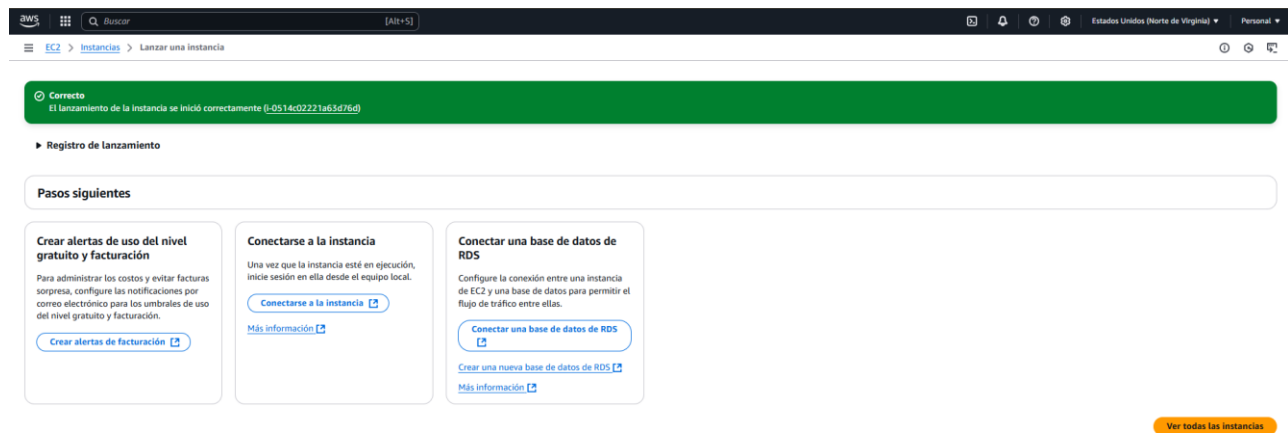 aws
Buscar
[Alt+S]
Estados Unidos (Norte de Virginia)
Personal
EC2 > Instancias > Lanzar una instancia
Correcto
El lanzamiento de la instancia se inició correctamente (i-0514c02221a63d76d)
Registro de lanzamiento
Pasos siguientes
Crear alertas de uso del nivel
gratuito y facturación
Para administrar los costos y evitar facturas
sorpresa, configure las notificaciones por
correo electrónico para los umbrales de uso
del nivel gratuito y facturación.
Crear alertas de facturación
Conectarse a la instancia
Una vez que la instancia esté en ejecución,
inicie sesión en ella desde el equipo local.
Conectarse a la instancia
Más información
Conectar una base de datos de
RDS
Configure la conexión entre una instancia
de EC2 y una base de datos para permitir el
flujo de tráfico entre ellas.
Conectar una base de datos de RDS
Crear una nueva base de datos de RDS
Más información
Ver todas las instancias